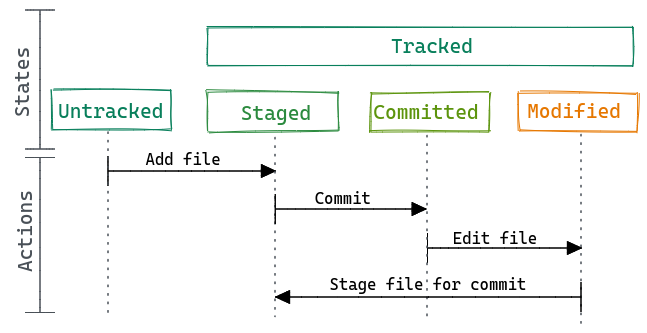 States
Tracked
Untracked
Staged
Committed
Modified
Actions
Add file
Commit
Edit file
Stage file for commit